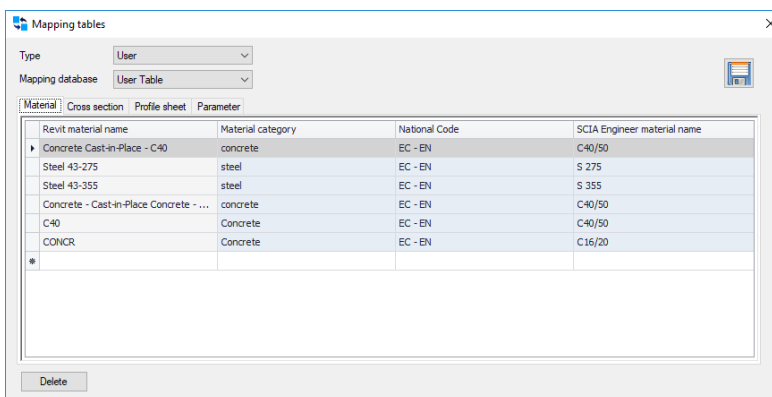 Mapping tables
Type User
Mapping database User Table
Material Cross section Profile sheet Parameter
Revit material name Material category National Code SCIA Engineer material name
Concrete Cast-in-Place - C40 concrete EC - EN C40/50
Steel 43-275 steel EC - EN S 275
Steel 43-355 steel EC - EN S 355
Concrete - Cast-in-Place Concrete - ... concrete EC - EN C40/50
C40 Concrete EC - EN C40/50
CONCR Concrete EC - EN C16/20
Delete